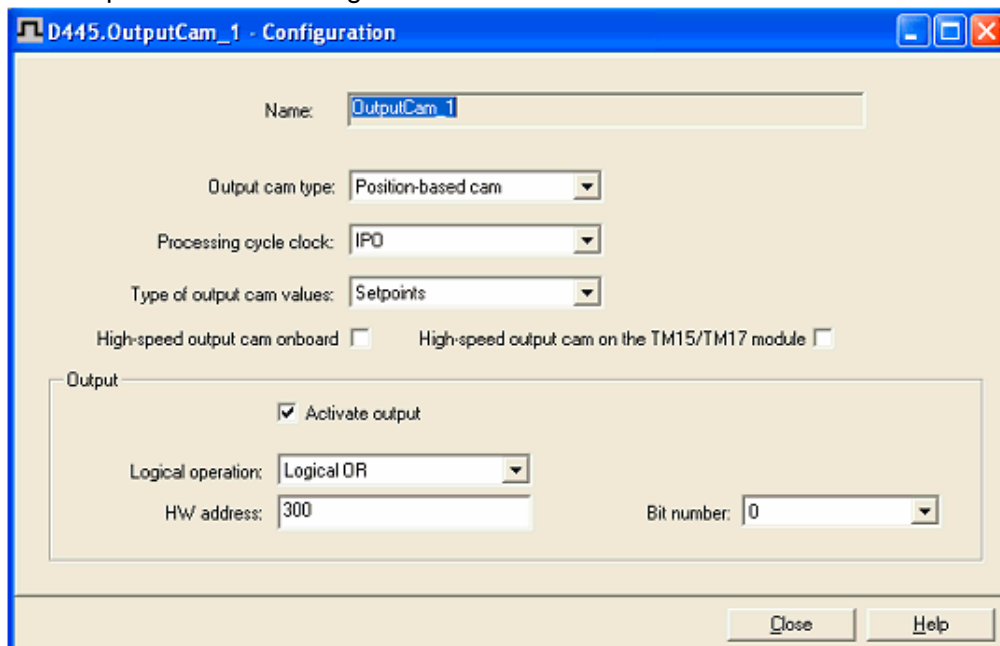 D445.OutputCam_1 - Configuration
Name: OutputCam_1
Output cam type: Position-based cam
Processing cycle clock: IPO
Type of output cam values: Setpoints
High-speed output cam onboard High-speed output cam on the TM15/TM17 module
Output
Activate output
Logical operation: Logical OR
HW address: 300 Bit number: 0
Close Help